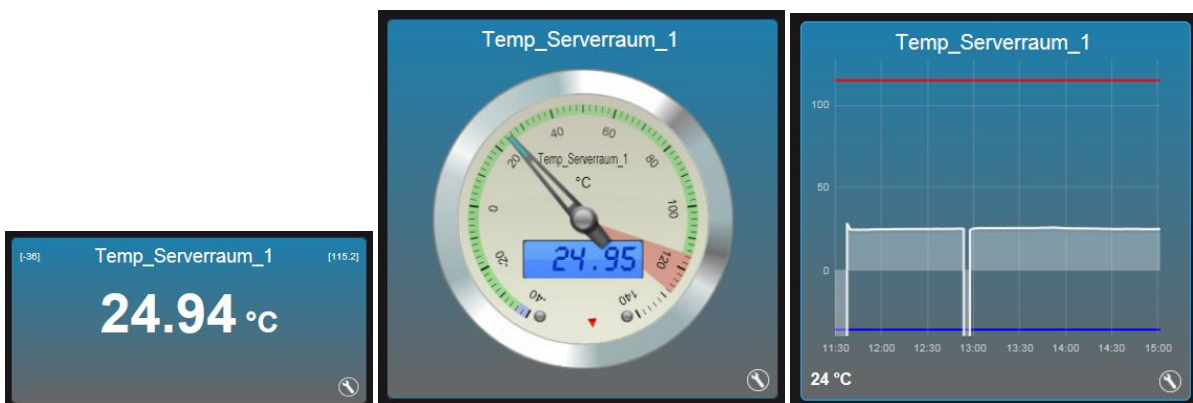 [-36] Temp_Serverraum_1 [115.2]
24.94 °C
Temp_Serverraum_1
-40 -20 0 20 40 60 80 100 120 140
Temp_Serverraum_1
°C
24.95
Temp_Serverraum_1
100
50
0
11:30 12:00 12:30 13:00 13:30 14:00 14:30 15:00
24 °C